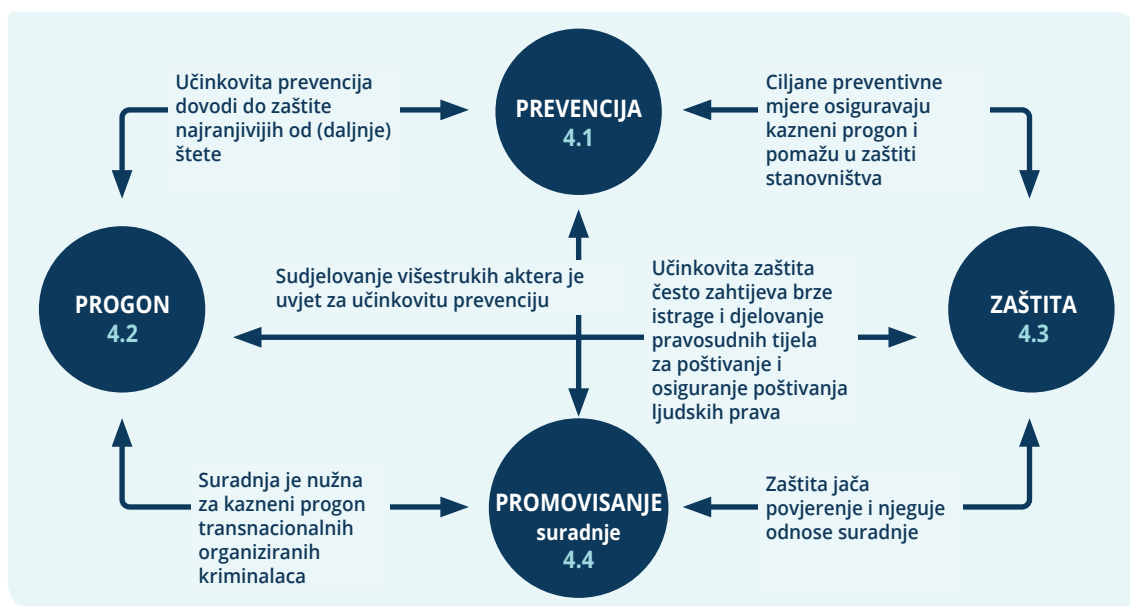 Učinkovita prevencija
dovodi do zaštite
najranjivijih od (daljnje)
štete
PREVENCIJA
4.1
Ciljane preventivne
mjere osiguravaju
kazneni progon i
pomažu u zaštiti
stanovništva
PROGON
4.2
Sudjelovanje višestrukih aktera je
uvjet za učinkovitu prevenciju
Učinkovita zaštita
često zahtijeva brze
istrage i djelovanje
pravosudnih tijela
za poštivanje i
osiguranje poštivanja
ljudskih prava
ZAŠTITA
4.3
Suradnja je nužna
za kazneni progon
transnacionalnih
organiziranih
kriminalaca
PROMOVISANJE
suradnje
4.4
Zaštita jača
povjerenje i njeguje
odnose suradnje